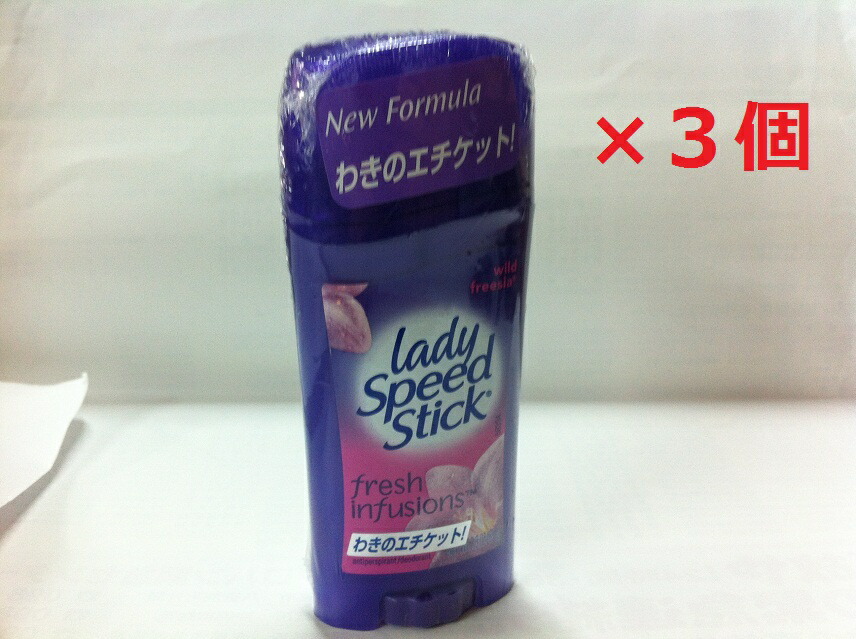 New Formula
わきのエチケット!
×3個
wild
freesia®
lady
Speed
Stick®
fresh
infusions™
わきのエチケット!
antiperspirant/deodorant